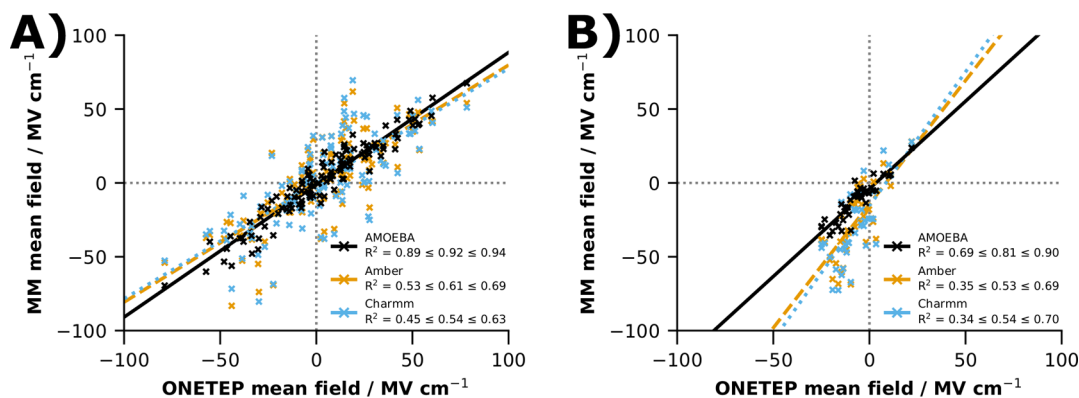 A)
MM mean field / MV cm⁻¹
100
50
0
−50
−100
−100
−50
0
50
100
ONETEP mean field / MV cm⁻¹
AMOEBA
R² = 0.89 ≤ 0.92 ≤ 0.94
Amber
R² = 0.53 ≤ 0.61 ≤ 0.69
Charmm
R² = 0.45 ≤ 0.54 ≤ 0.63
B)
MM mean field / MV cm⁻¹
100
50
0
−50
−100
−100
−50
0
50
100
ONETEP mean field / MV cm⁻¹
AMOEBA
R² = 0.69 ≤ 0.81 ≤ 0.90
Amber
R² = 0.35 ≤ 0.53 ≤ 0.69
Charmm
R² = 0.34 ≤ 0.54 ≤ 0.70